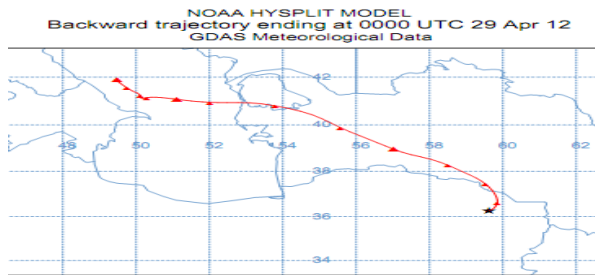 NOAA HYSPLIT MODEL
Backward trajectory ending at 0000 UTC 29 Apr 12
GDAS Meteorological Data
42
40
48 50 52 54 56 58 60 62
38
36
34